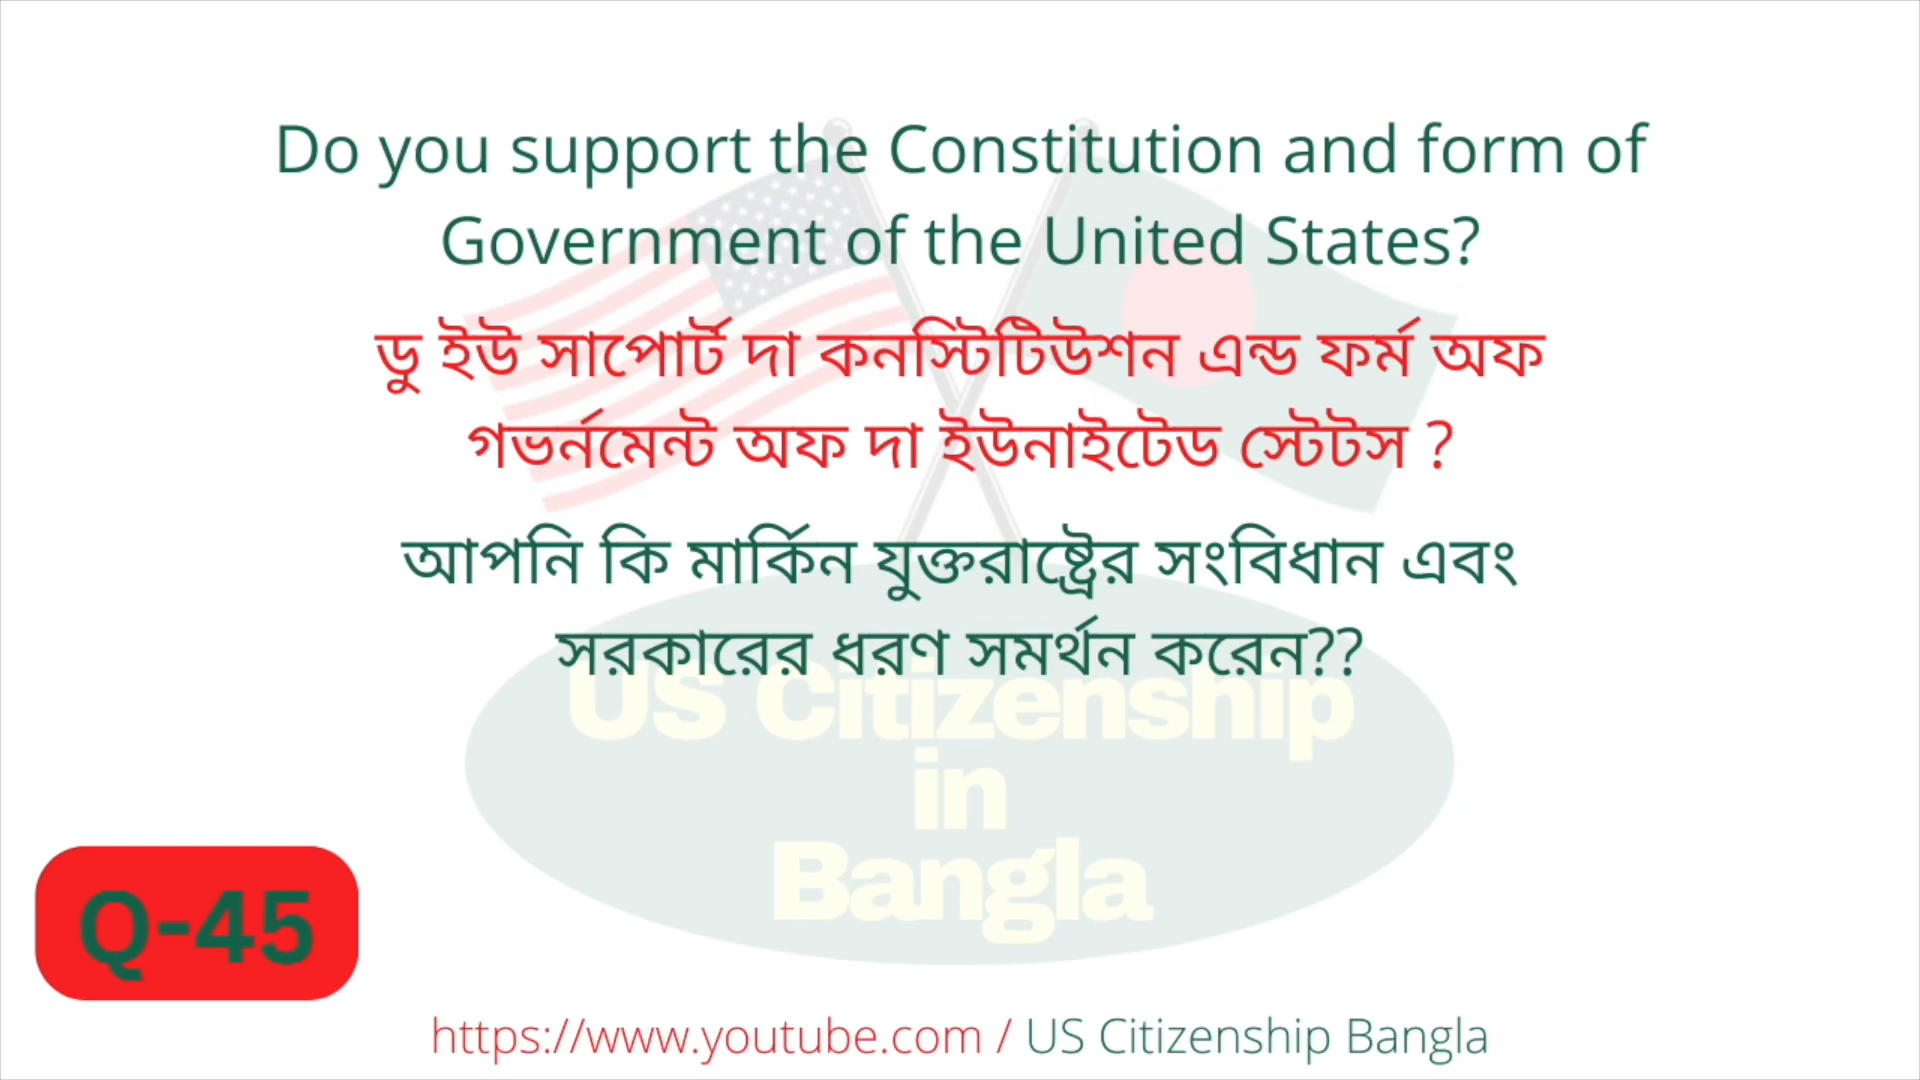 Do you support the Constitution and form of
Government of the United States?
ডু ইউ সাপোর্ট দা কনস্টিটিউশন এন্ড ফর্ম অফ
গভর্নমেন্ট অফ দা ইউনাইটেড স্টেটস ?
আপনি কি মার্কিন যুক্তরাষ্ট্রের সংবিধান এবং
সরকারের ধরণ সমর্থন করেন??
US Citizenship
in
Bangla
Q-45
https://www.youtube.com / US Citizenship Bangla